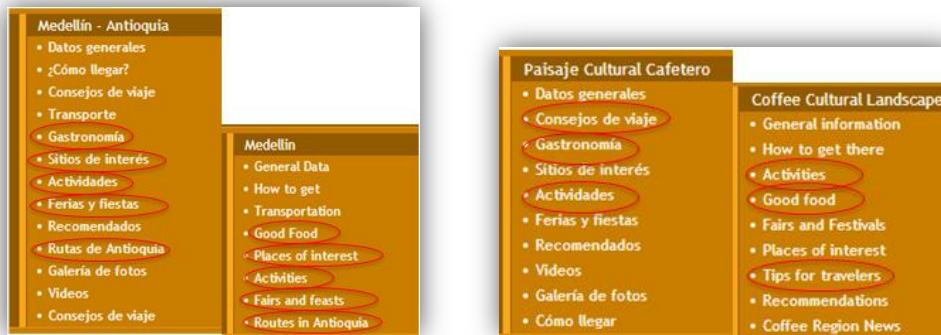 Medellín - Antioquia
• Datos generales
• ¿Cómo llegar?
• Consejos de viaje
• Transporte
• Gastronomía
• Sitios de interés
• Actividades
• Ferias y fiestas
• Recomendados
• Rutas de Antioquia
• Galería de fotos
• Videos
• Consejos de viaje
Medellin
• General Data
• How to get
• Transportation
• Good Food
• Places of interest
• Activities
• Fairs and feasts
• Routes in Antioquia
Paisaje Cultural Cafetero
• Datos generales
• Consejos de viaje
• Gastronomía
• Sitios de interés
• Actividades
• Ferias y fiestas
• Recomendados
• Videos
• Galería de fotos
• Cómo llegar
Coffee Cultural Landscape
• General information
• How to get there
• Activities
• Good food
• Fairs and Festivals
• Places of interest
• Tips for travelers
• Recommendations
• Coffee Region News